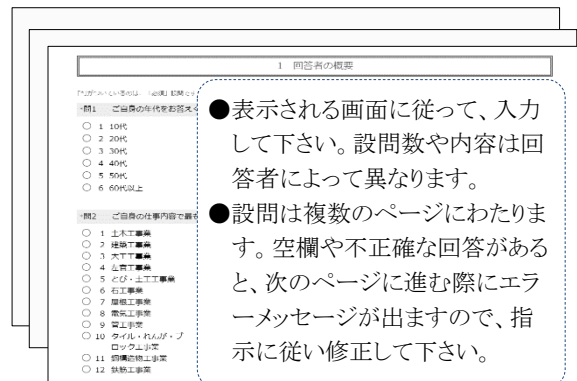 1 回答者の概要
*問1 ご自身の年代をお答え
○ 1 10代
○ 2 20代
○ 3 30代
○ 4 40代
○ 5 50代
○ 6 60代以上
*問2 ご自身の仕事内容で最も
○ 1 土木工事業
○ 2 建築工事業
○ 3 大工工事業
○ 4 左官工事業
○ 5 とび・土工工事業
○ 6 石工事業
○ 7 屋根工事業
○ 8 電気工事業
○ 9 管工事業
○ 10 タイル・れんが・ブ
ロック工事業
○ 11 鋼構造物工事業
○ 12 鉄筋工事業
●表示される画面に従って、入力
して下さい。設問数や内容は回
答者によって異なります。
●設問は複数のページにわたりま
す。空欄や不正確な回答がある
と、次のページに進む際にエラ
ーメッセージが出ますので、指
示に従い修正して下さい。